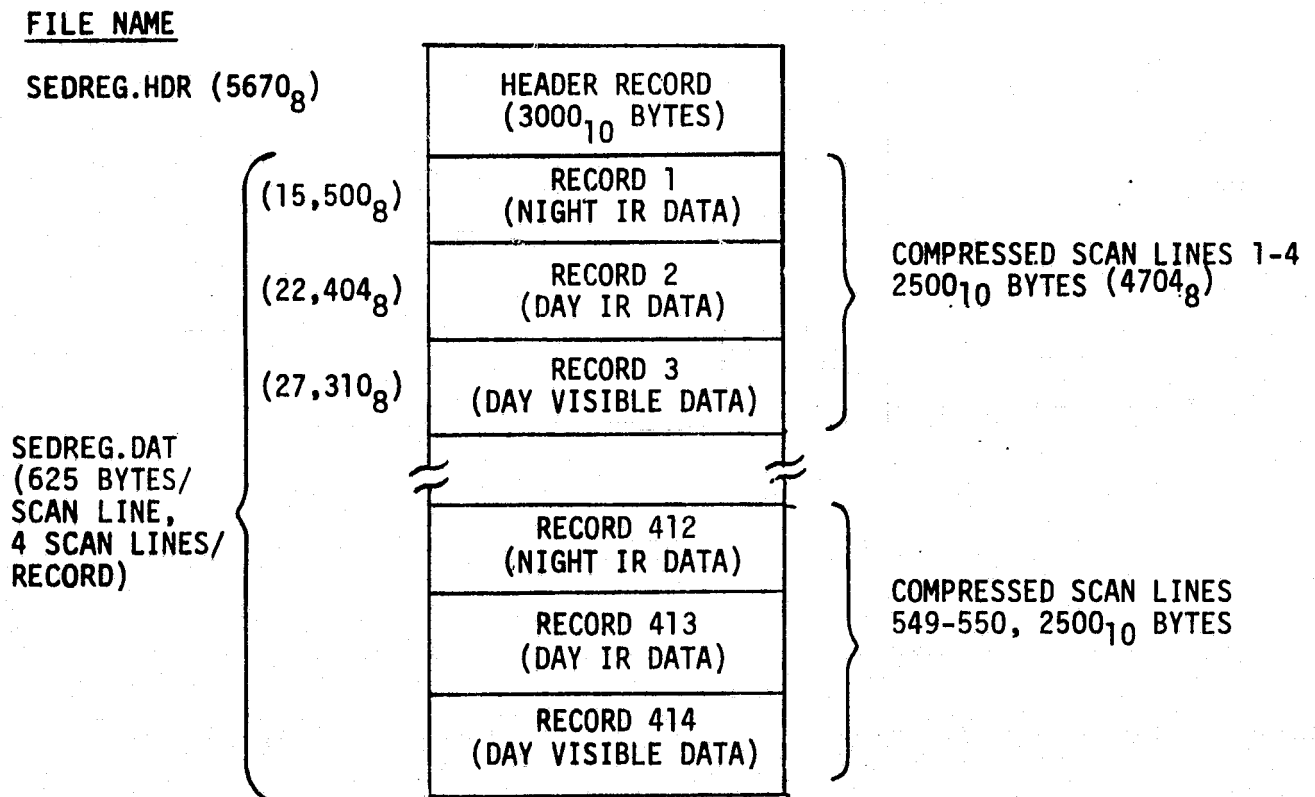 FILE NAME
SEDREG.HDR (5670₈)
HEADER RECORD
(3000₁₀ BYTES)
(15,500₈)
RECORD 1
(NIGHT IR DATA)
(22,404₈)
RECORD 2
(DAY IR DATA)
(27,310₈)
RECORD 3
(DAY VISIBLE DATA)
COMPRESSED SCAN LINES 1-4
2500₁₀ BYTES (4704₈)
SEDREG.DAT
(625 BYTES/
SCAN LINE,
4 SCAN LINES/
RECORD)
RECORD 412
(NIGHT IR DATA)
RECORD 413
(DAY IR DATA)
RECORD 414
(DAY VISIBLE DATA)
COMPRESSED SCAN LINES
549-550, 2500₁₀ BYTES